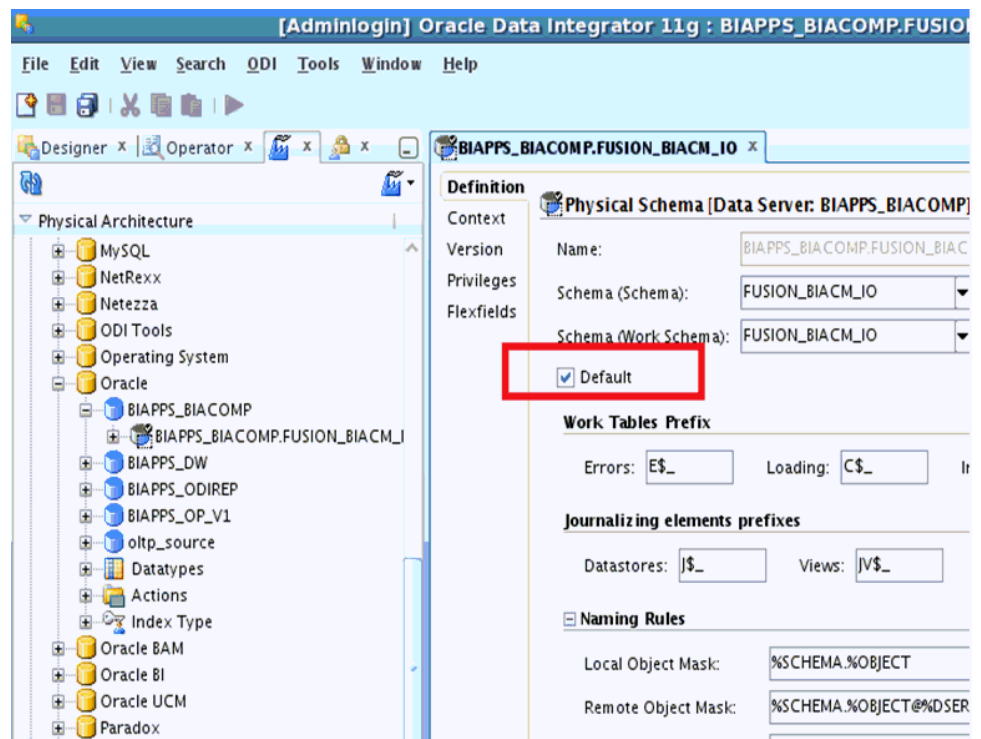 [Adminlogin] Oracle Data Integrator 11g : BIAPPS_BIACOMP.FUSIO
File Edit View Search ODI Tools Window Help
Designer x Operator x x x
BIAPPS_BIACOMP.FUSION_BIACM_IO x
Physical Architecture
MySQL
NetRexx
Netezza
ODI Tools
Operating System
Oracle
BIAPPS_BIACOMP
BIAPPS_BIACOMP.FUSION_BIACM_I
BIAPPS_DW
BIAPPS_ODIREP
BIAPPS_OP_V1
oltp_source
Datatypes
Actions
Index Type
Oracle BAM
Oracle BI
Oracle UCM
Paradox
Definition
Context
Version
Privileges
Flexfields
Physical Schema [Data Server: BIAPPS_BIACOMP]
Name: BIAPPS_BIACOMP.FUSION_BIAC
Schema (Schema): FUSION_BIACM_IO
Schema (Work Schema): FUSION_BIACM_IO
Default
Work Tables Prefix
Errors: E$_ Loading: C$_ I
Journalizing elements prefixes
Datastores: J$_ Views: JV$_
Naming Rules
Local Object Mask: %SCHEMA.%OBJECT
Remote Object Mask: %SCHEMA.%OBJECT@%DSER